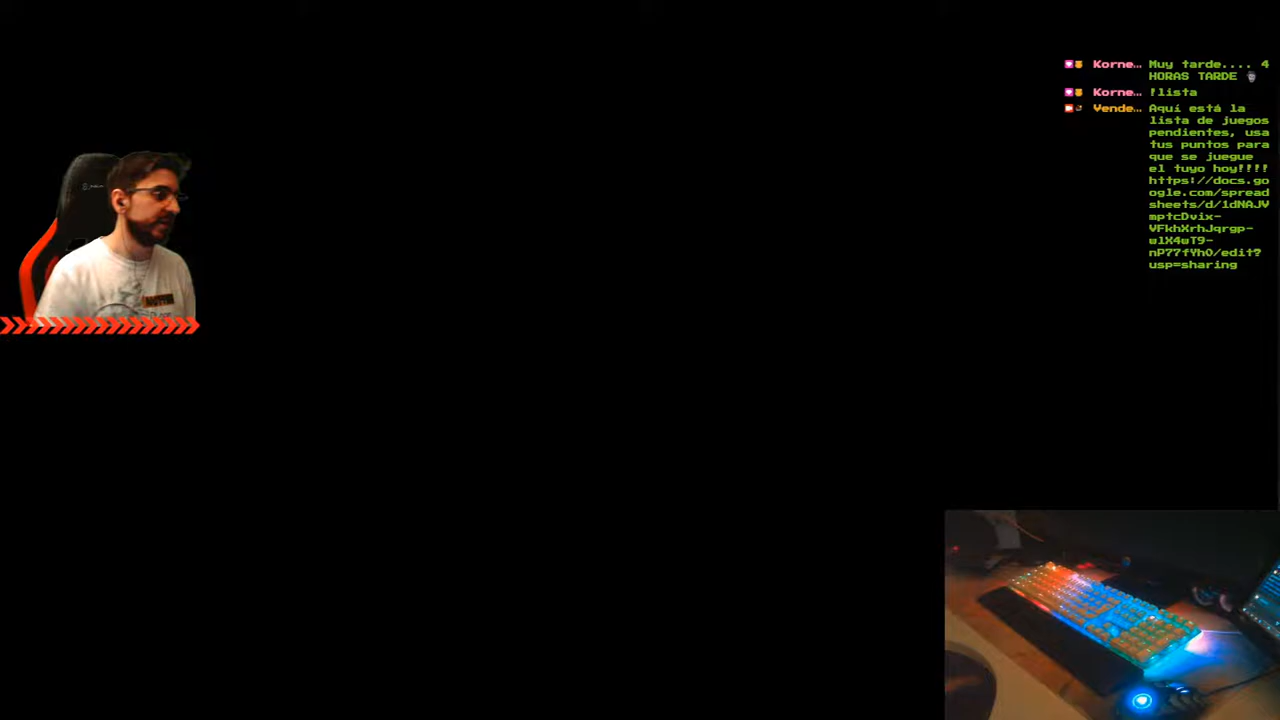 Korne… Muy tarde.... 4
HORAS TARDE
Korne… !lista
Vende… Aquí está la
lista de juegos
pendientes, usa
tus puntos para
que se juegue
el tuyo hoy!!!!
https://docs.go
ogle.com/spread
sheets/d/1dNAJV
mptcDvix-
VFkhXrhJqrgp-
wlX4wT9-
nP77fYhO/edit?
usp=sharing